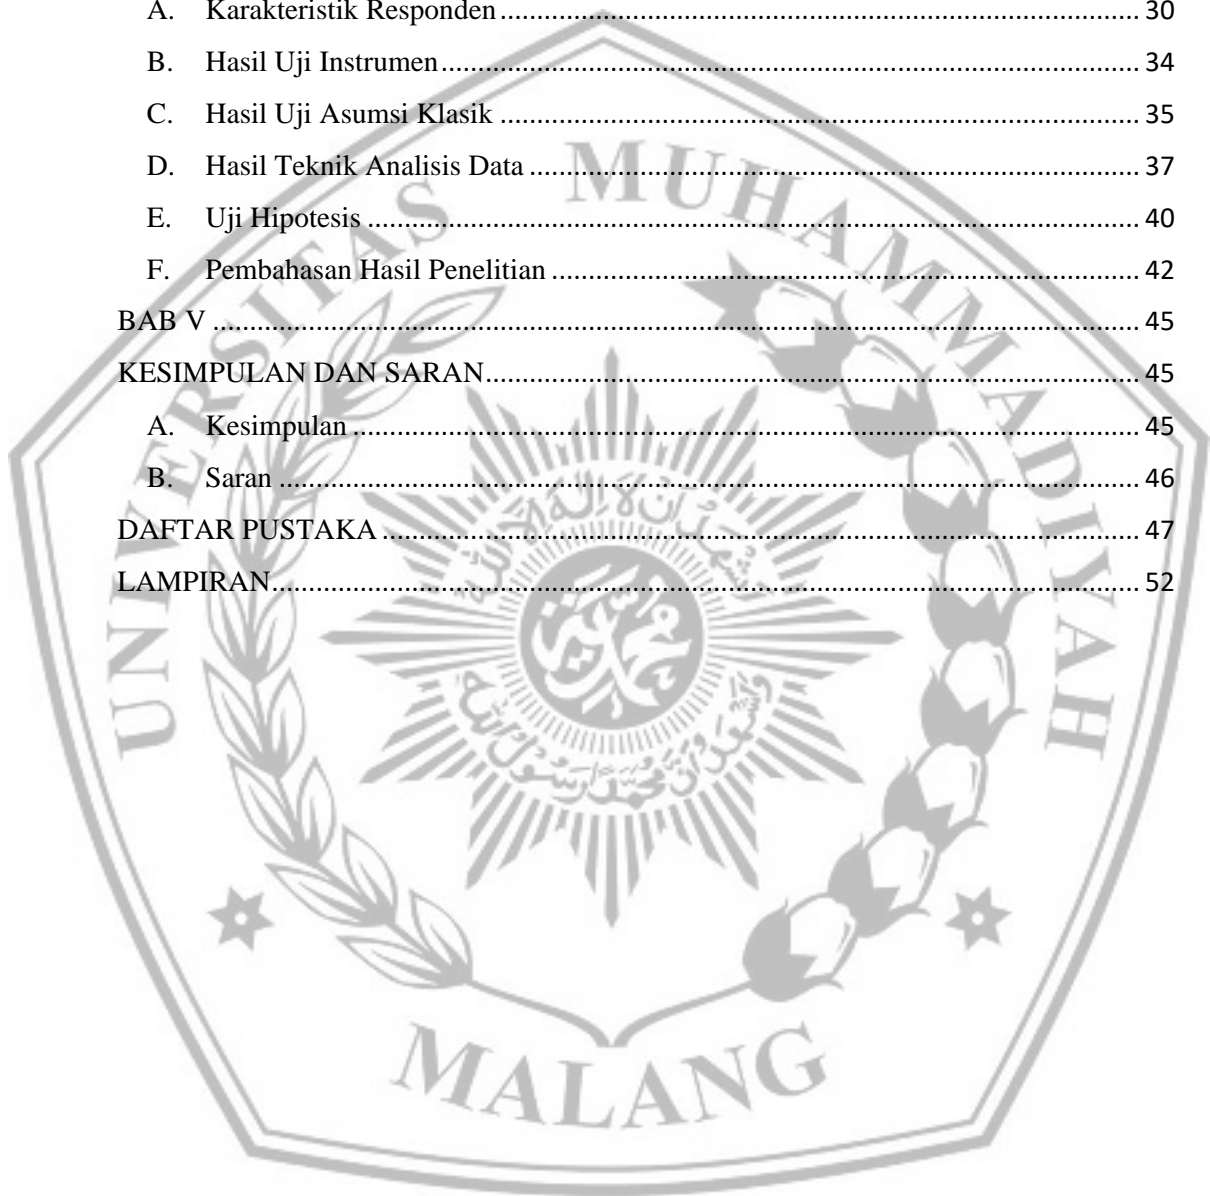 A. Karakteristik Responden ........ 30
B. Hasil Uji Instrumen ........ 34
C. Hasil Uji Asumsi Klasik ........ 35
D. Hasil Teknik Analisis Data ........ 37
E. Uji Hipotesis ........ 40
F. Pembahasan Hasil Penelitian ........ 42
BAB V ........ 45
KESIMPULAN DAN SARAN ........ 45
A. Kesimpulan ........ 45
B. Saran ........ 46
DAFTAR PUSTAKA ........ 47
LAMPIRAN ........ 52
UNIVERSITAS MUHAMMADIYAH
MALANG